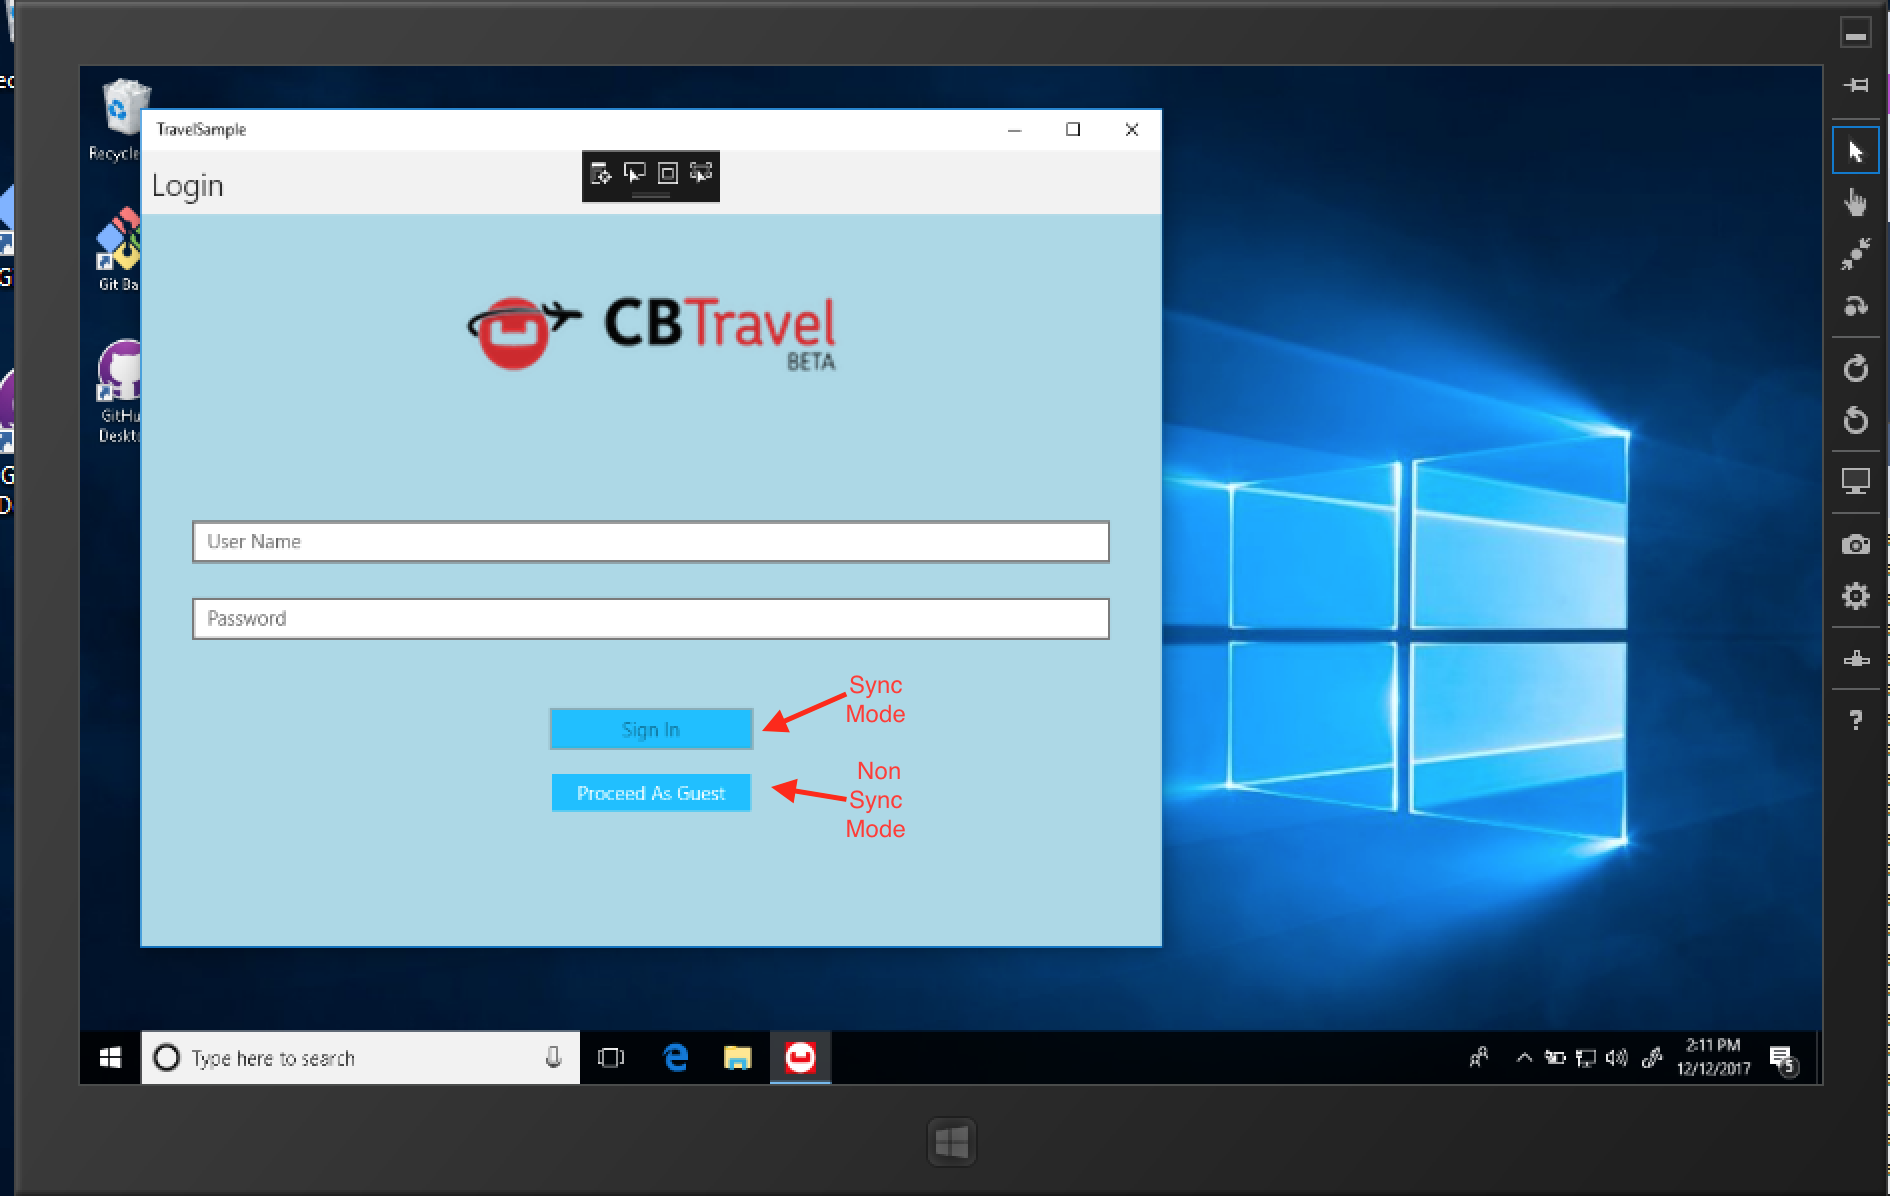 TravelSample
Login
CBTravel
BETA
User Name
Password
Sign In
Proceed As Guest
Sync
Mode
Non
Sync
Mode
Recycle
Git Ba
GitHu
Deskt
Type here to search
2:11 PM
12/12/2017
5
?